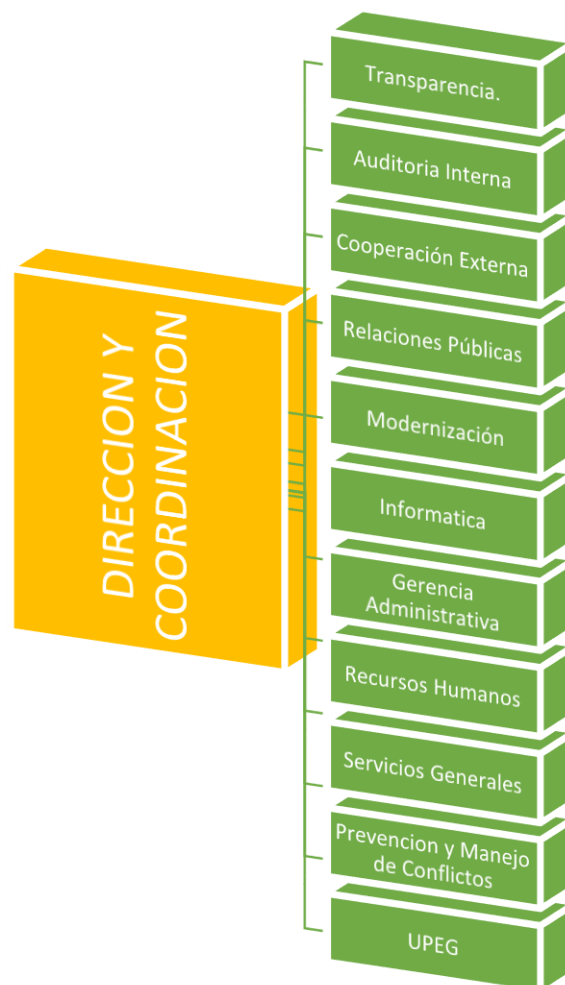 DIRECCION Y
COORDINACION
Transparencia.
Auditoria Interna
Cooperación Externa
Relaciones Públicas
Modernización
Informatica
Gerencia
Administrativa
Recursos Humanos
Servicios Generales
Prevencion y Manejo
de Conflictos
UPEG